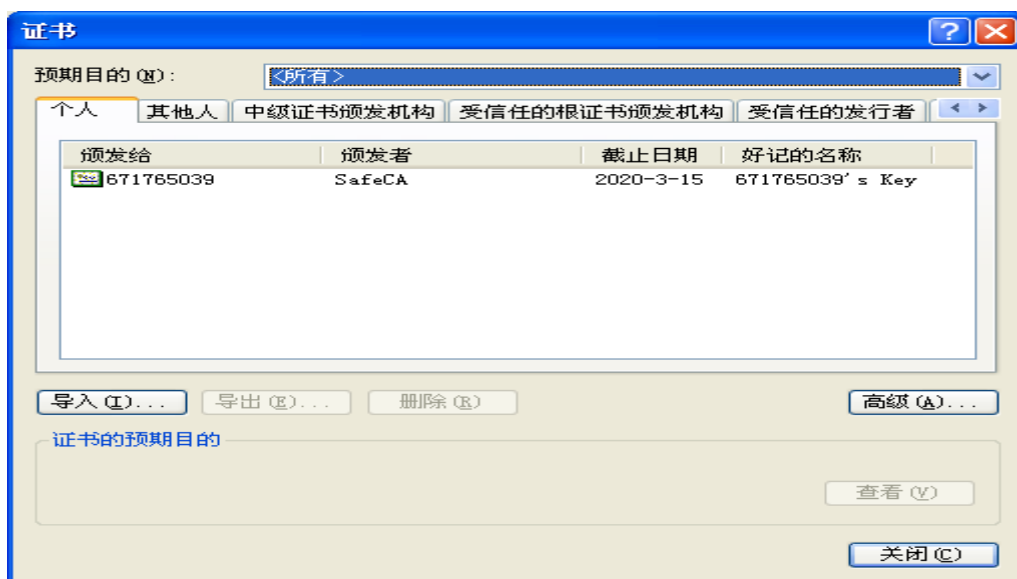 证书
预期目的(N): <所有>
个人 其他人 中级证书颁发机构 受信任的根证书颁发机构 受信任的发行者
颁发给 颁发者 截止日期 好记的名称
671765039 SafeCA 2020-3-15 671765039's Key
导入(I)... 导出(E)... 删除(R) 高级(A)...
证书的预期目的
查看(V)
关闭(C)